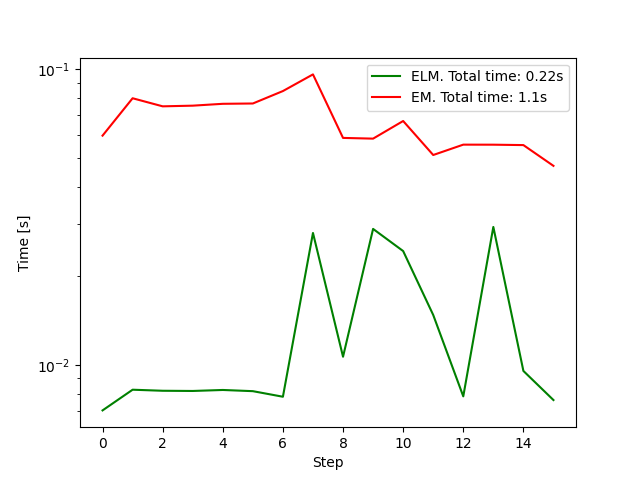 10⁻¹
ELM. Total time: 0.22s
EM. Total time: 1.1s
Time [s]
10⁻²
0 2 4 6 8 10 12 14
Step